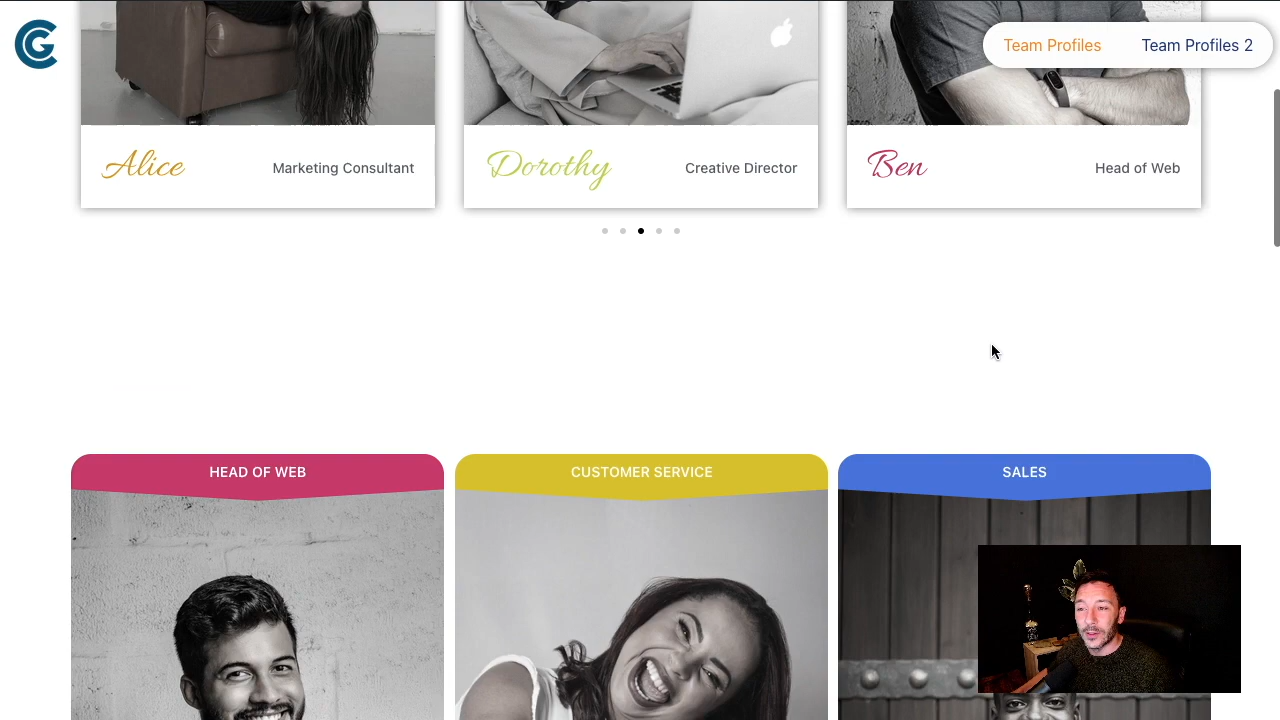 Team Profiles Team Profiles 2
Alice Marketing Consultant
Dorothy Creative Director
Ben Head of Web
HEAD OF WEB
CUSTOMER SERVICE
SALES